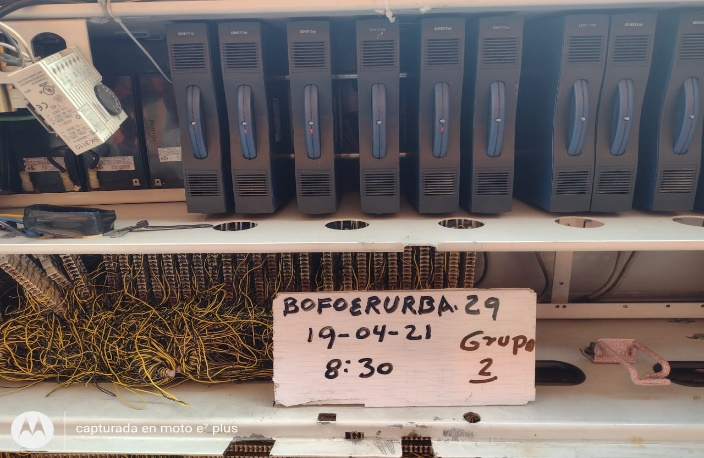 BOFOERURBA. 29
19-04-21
8:30
Grupo
2
capturada en moto e⁷ plus